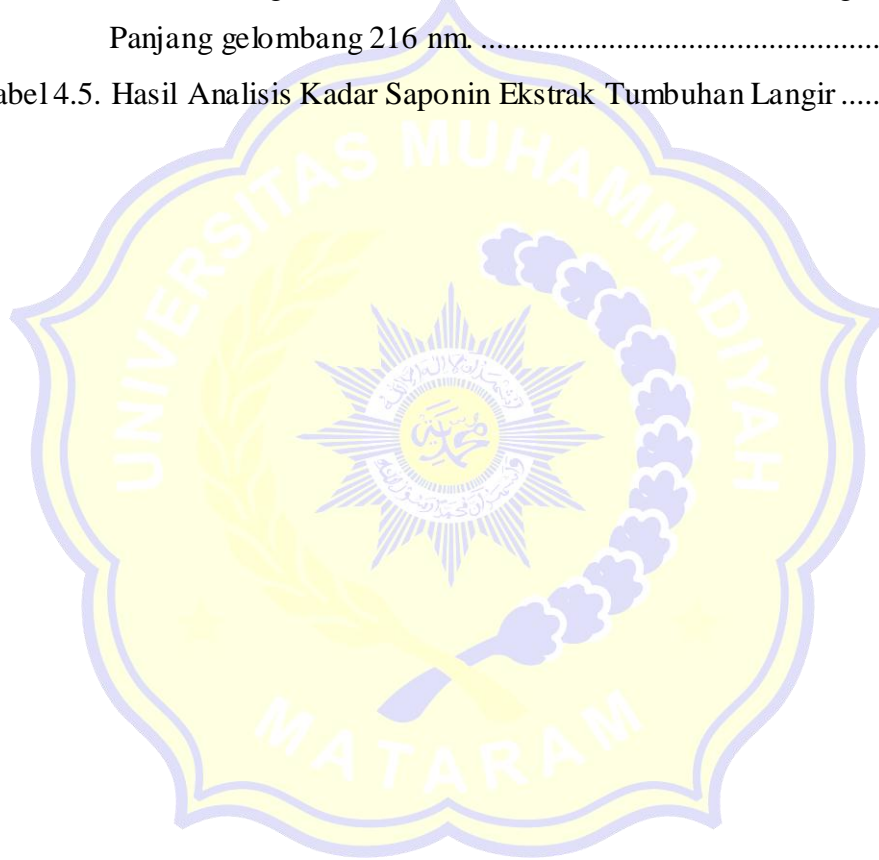 Panjang gelombang 216 nm. ............................................
abel 4.5. Hasil Analisis Kadar Saponin Ekstrak Tumbuhan Langir .....
UNIVERSITAS MUHAMMADIYAH
MATARAM